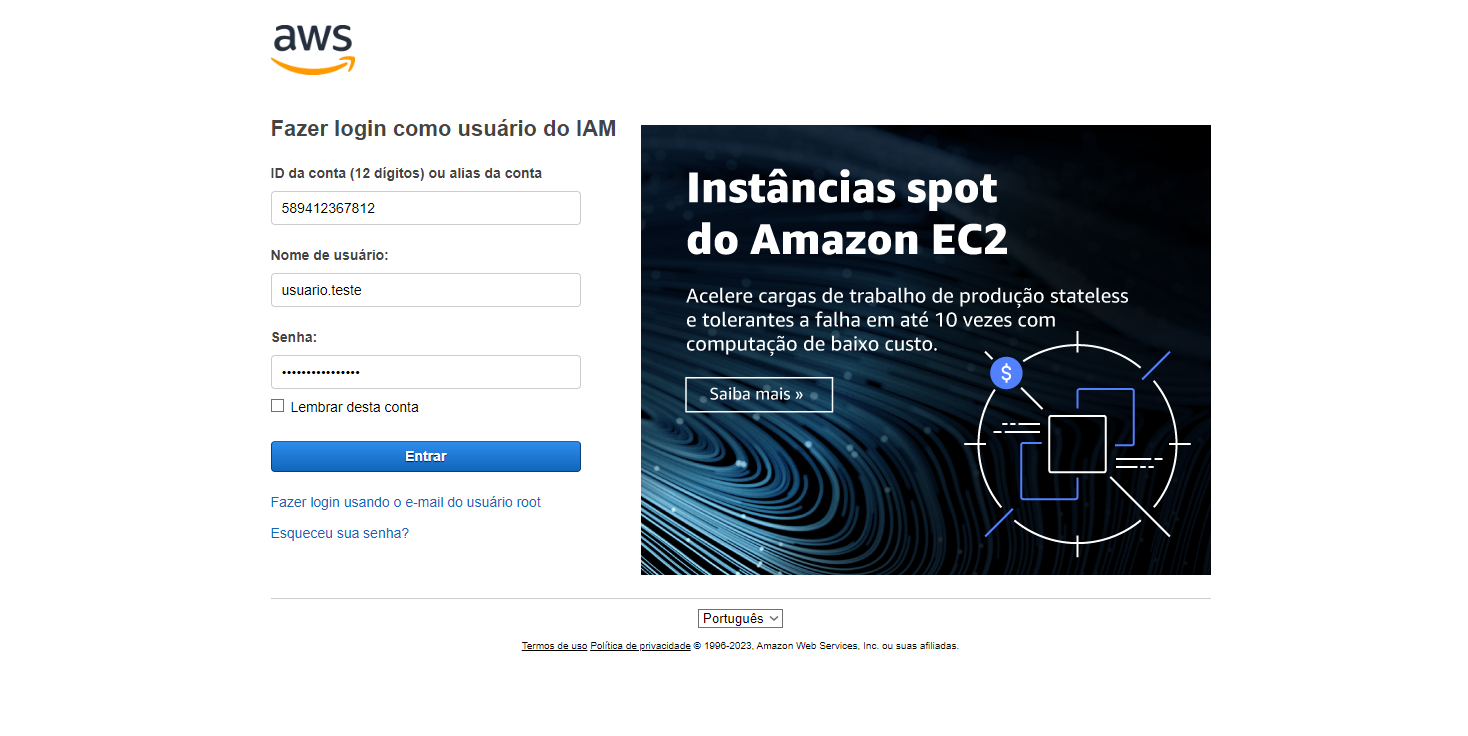 aws
Fazer login como usuário do IAM
ID da conta (12 dígitos) ou alias da conta
589412367812
Nome de usuário:
usuario.teste
Senha:
••••••••••••••••
Lembrar desta conta
Entrar
Fazer login usando o e-mail do usuário root
Esqueceu sua senha?
Instâncias spot
do Amazon EC2
Acelere cargas de trabalho de produção stateless
e tolerantes a falha em até 10 vezes com
computação de baixo custo.
$
Saiba mais »
Português
Termos de uso Política de privacidade © 1996-2023, Amazon Web Services, Inc. ou suas afiliadas.